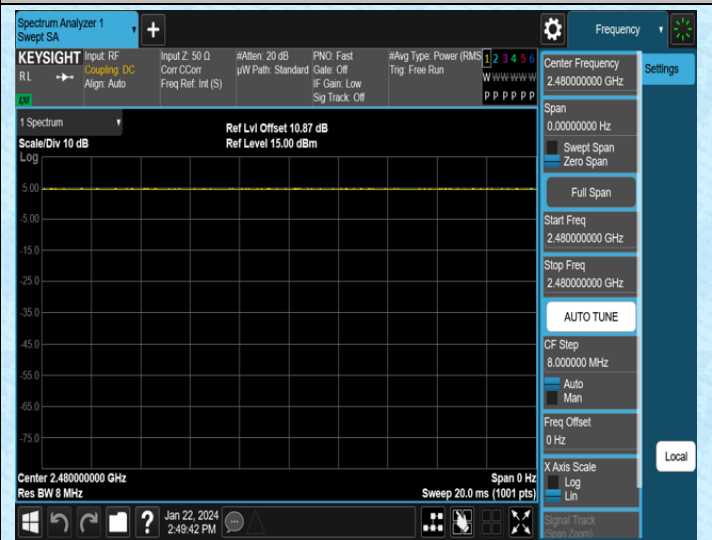 Spectrum Analyzer 1
Swept SA
+
Frequency
KEYSIGHT
RL
LXI
Input: RF
Coupling: DC
Align: Auto
Input Z: 50 Ω
Corr CCorr
Freq Ref: Int (S)
#Atten: 20 dB
µW Path: Standard
PNO: Fast
Gate: Off
IF Gain: Low
Sig Track: Off
#Avg Type: Power (RMS
Trig: Free Run
1 2 3 4 5 6
W W W W W W
P P P P P P
1 Spectrum
Scale/Div 10 dB
Log
Ref Lvl Offset 10.87 dB
Ref Level 15.00 dBm
5.00
-5.00
-15.0
-25.0
-35.0
-45.0
-55.0
-65.0
-75.0
Center 2.480000000 GHz
Res BW 8 MHz
Span 0 Hz
Sweep 20.0 ms (1001 pts)
?
Jan 22, 2024
2:49:42 PM
Center Frequency
2.480000000 GHz
Span
0.00000000 Hz
Swept Span
Zero Span
Full Span
Start Freq
2.480000000 GHz
Stop Freq
2.480000000 GHz
AUTO TUNE
CF Step
8.000000 MHz
Auto
Man
Freq Offset
0 Hz
X Axis Scale
Log
Lin
Signal Track
(Span Zoom)
Settings
Local